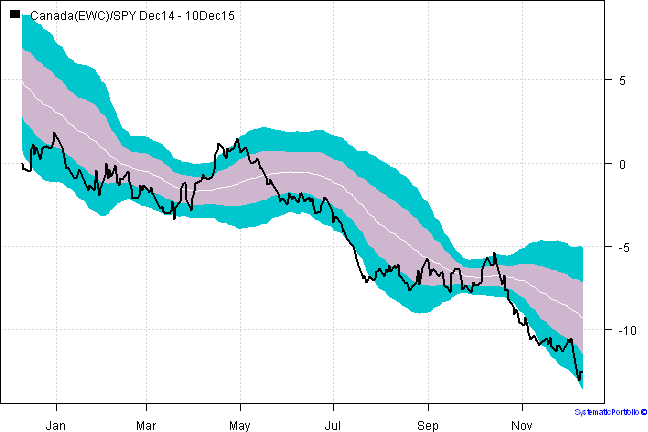 Canada(EWC)/SPY Dec14 - 10Dec15
5
0
-5
-10
Jan Mar May Jul Sep Nov
SystematicPortfolio ©